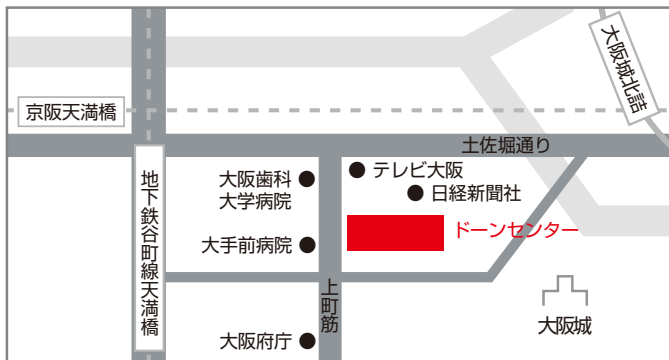 大阪城北詰
京阪天満橋
土佐堀通り
地下鉄谷町線天満橋
大阪歯科
大学病院
テレビ大阪
日経新聞社
ドーンセンター
大手前病院
上町筋
大阪城
大阪府庁